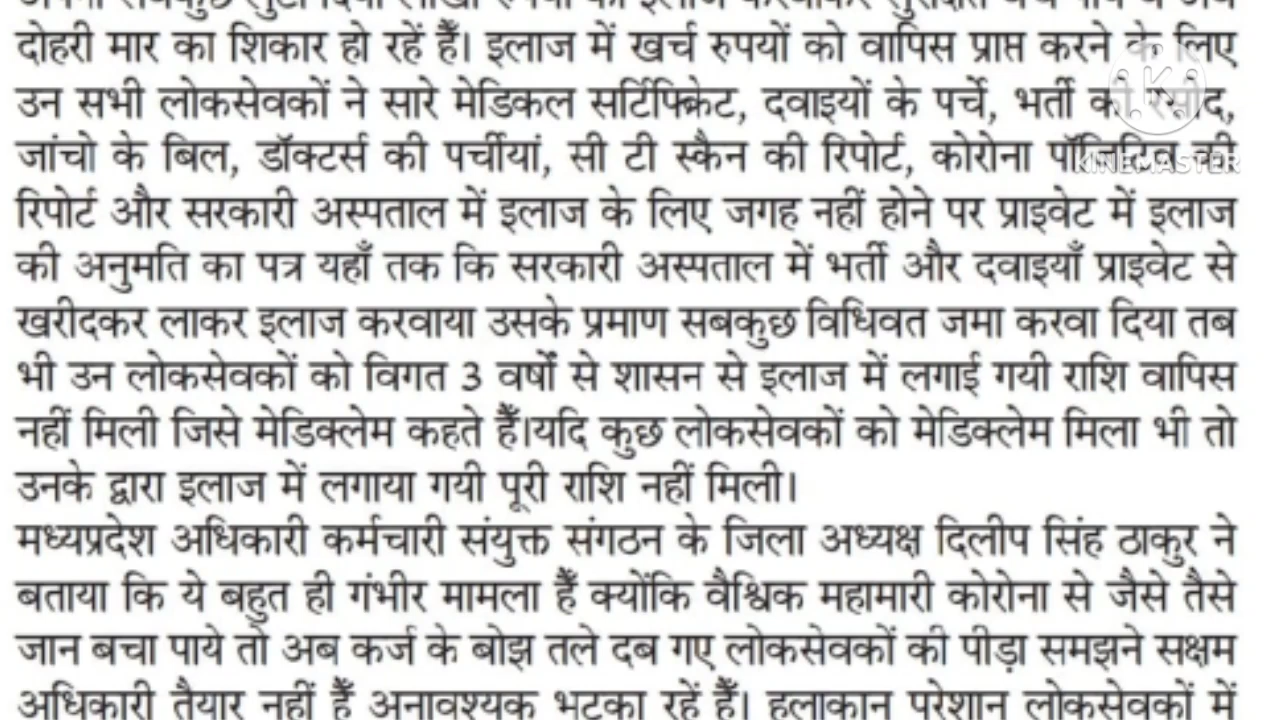 दोहरी मार का शिकार हो रहें हैं। इलाज में खर्च रुपयों को वापिस प्राप्त करने के लिए
उन सभी लोकसेवकों ने सारे मेडिकल सर्टिफिकेट, दवाइयों के पर्चे, भर्ती की रसीद,
जांचो के बिल, डॉक्टर्स की पर्चीयां, सी टी स्कैन की रिपोर्ट, कोरोना पॉजिटिव की
KINEMASTER
रिपोर्ट और सरकारी अस्पताल में इलाज के लिए जगह नहीं होने पर प्राइवेट में इलाज
की अनुमति का पत्र यहाँ तक कि सरकारी अस्पताल में भर्ती और दवाइयाँ प्राइवेट से
खरीदकर लाकर इलाज करवाया उसके प्रमाण सबकुछ विधिवत जमा करवा दिया तब
भी उन लोकसेवकों को विगत 3 वर्षों से शासन से इलाज में लगाई गयी राशि वापिस
नहीं मिली जिसे मेडिक्लेम कहते हैं।यदि कुछ लोकसेवकों को मेडिक्लेम मिला भी तो
उनके द्वारा इलाज में लगाया गयी पूरी राशि नहीं मिली।
मध्यप्रदेश अधिकारी कर्मचारी संयुक्त संगठन के जिला अध्यक्ष दिलीप सिंह ठाकुर ने
बताया कि ये बहुत ही गंभीर मामला हैं क्योंकि वैश्विक महामारी कोरोना से जैसे तैसे
जान बचा पाये तो अब कर्ज के बोझ तले दब गए लोकसेवकों की पीड़ा समझने सक्षम
अधिकारी तैयार नहीं हैं अनावश्यक भटका रहें हैं। हलाकान परेशान लोकसेवकों में